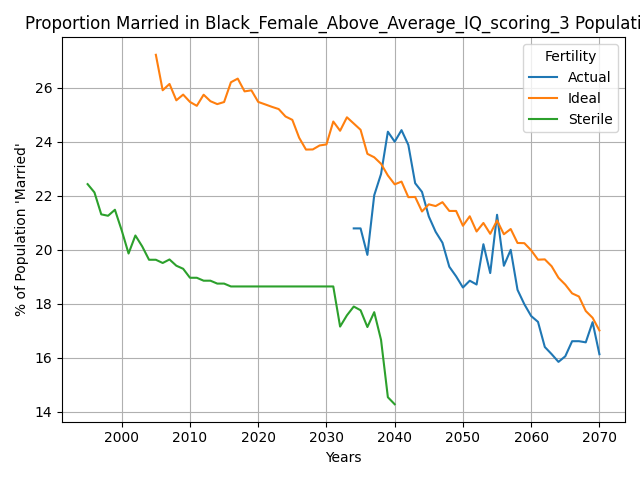 Proportion Married in Black_Female_Above_Average_IQ_scoring_3 Populati
Fertility
Actual
Ideal
Sterile
% of Population 'Married'
26
24
22
20
18
16
14
2000 2010 2020 2030 2040 2050 2060 2070
Years